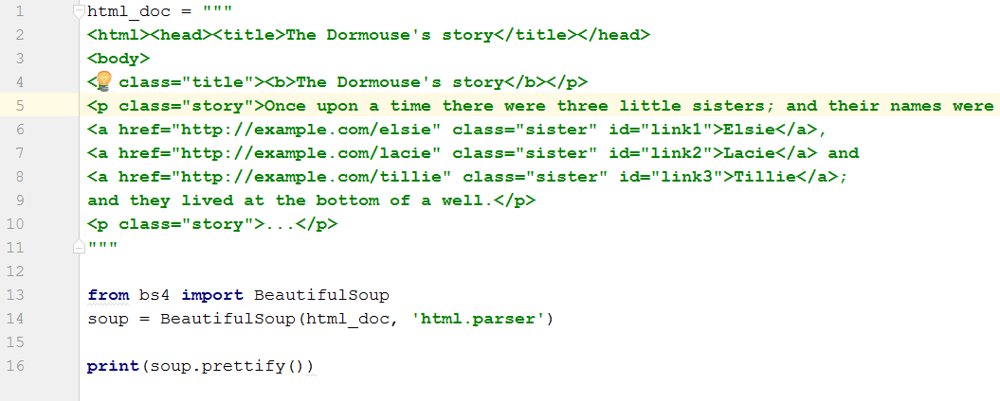 1 html_doc = """
2 <html><head><title>The Dormouse's story</title></head>
3 <body>
4 < class="title"><b>The Dormouse's story</b></p>
5 <p class="story">Once upon a time there were three little sisters; and their names were
6 <a href="http://example.com/elsie" class="sister" id="link1">Elsie</a>,
7 <a href="http://example.com/lacie" class="sister" id="link2">Lacie</a> and
8 <a href="http://example.com/tillie" class="sister" id="link3">Tillie</a>;
9 and they lived at the bottom of a well.</p>
10 <p class="story">...</p>
11 """
12
13 from bs4 import BeautifulSoup
14 soup = BeautifulSoup(html_doc, 'html.parser')
15
16 print(soup.prettify())